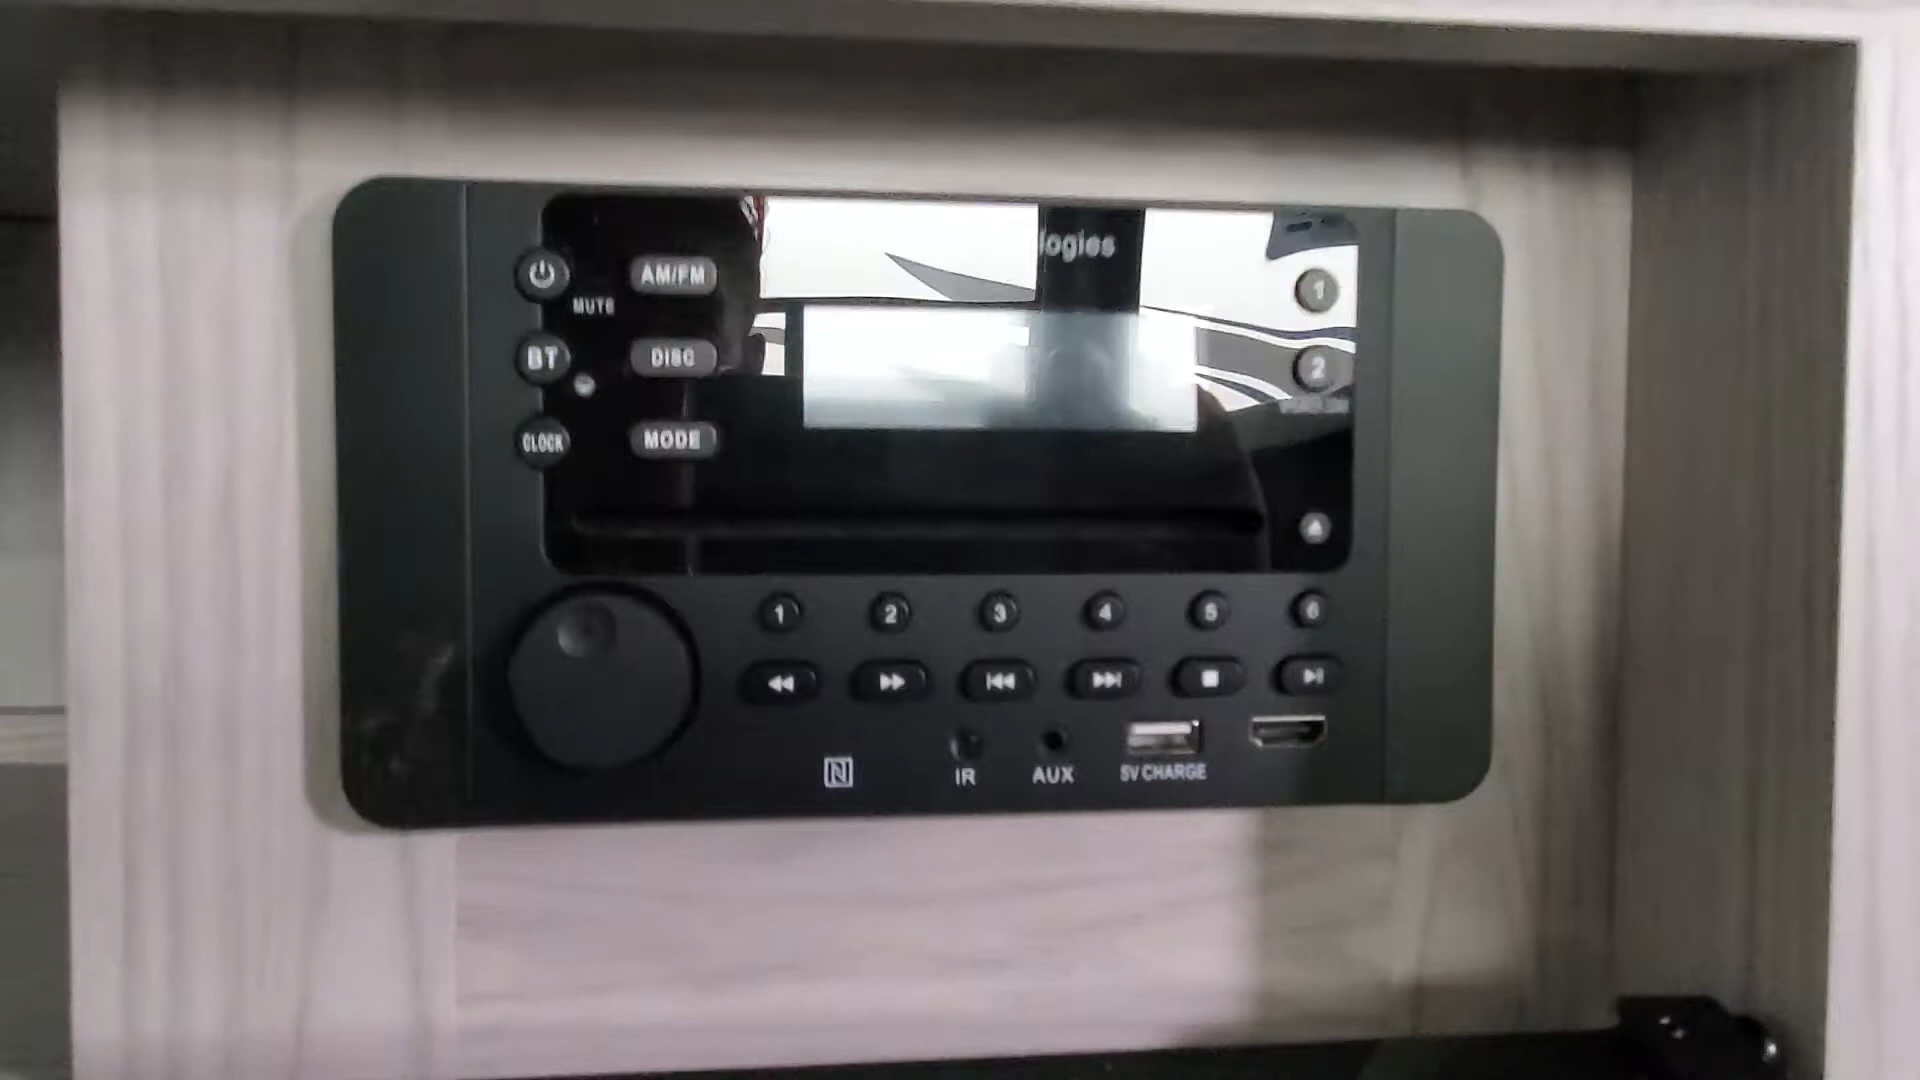 logies
AM/FM
1
MUTE
BT
DISC
2
CLOCK
MODE
1 2 3 4 5 6
N
IR
AUX
5V CHARGE